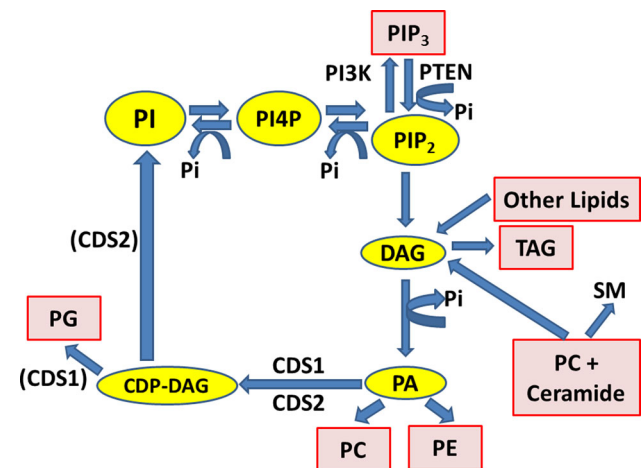 PIP₃
PI3K
PTEN
Pi
PI
PI4P
PIP₂
Pi
Pi
Other Lipids
(CDS2)
DAG
TAG
Pi
SM
PG
(CDS1)
CDP-DAG
CDS1
CDS2
PA
PC +
Ceramide
PC
PE